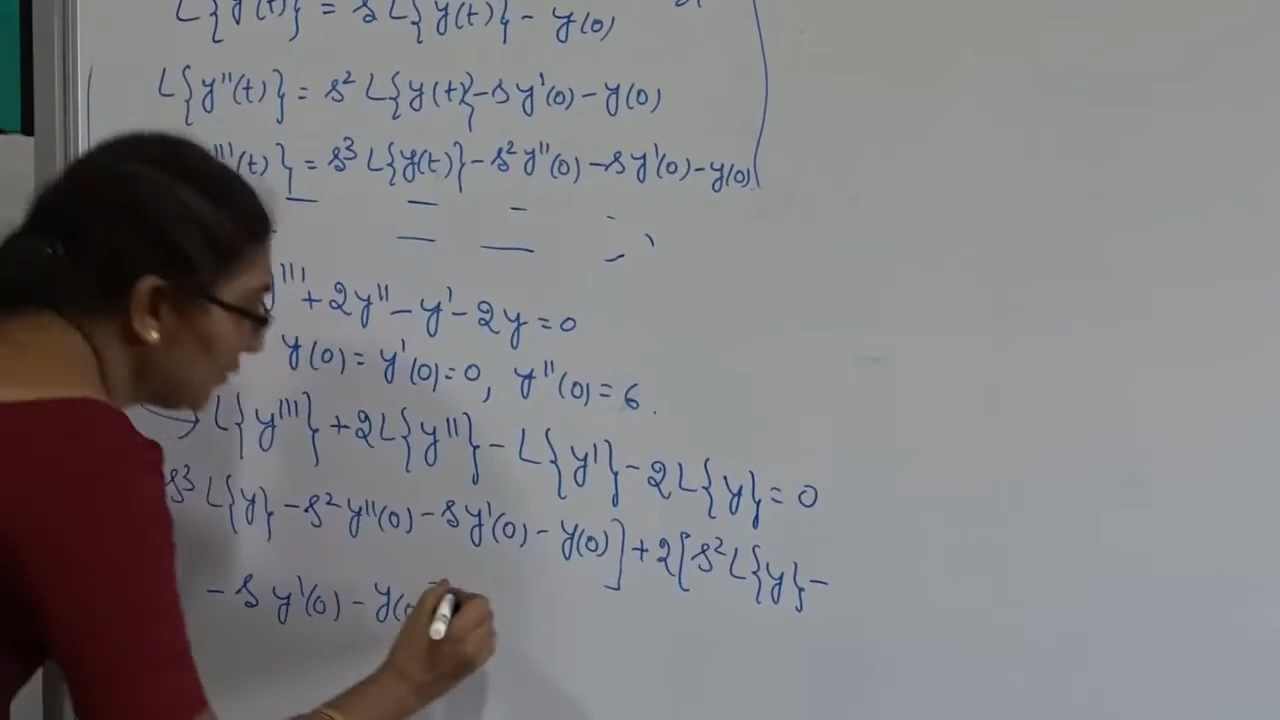 L{y'(t)} = s L{y(t)} - y(0)
L{y''(t)} = s² L{y(t)} - s y'(0) - y(0)
'''(t)} = s³ L{y(t)} - s² y''(0) - s y'(0) - y(0)
y''' + 2y'' - y' - 2y = 0
y(0) = y'(0) = 0, y''(0) = 6.
L{y'''} + 2L{y''} - L{y'} - 2L{y} = 0
s³ L{y} - s² y''(0) - s y'(0) - y(0)] + 2[s² L{y} -
- s y'(0) - y(0